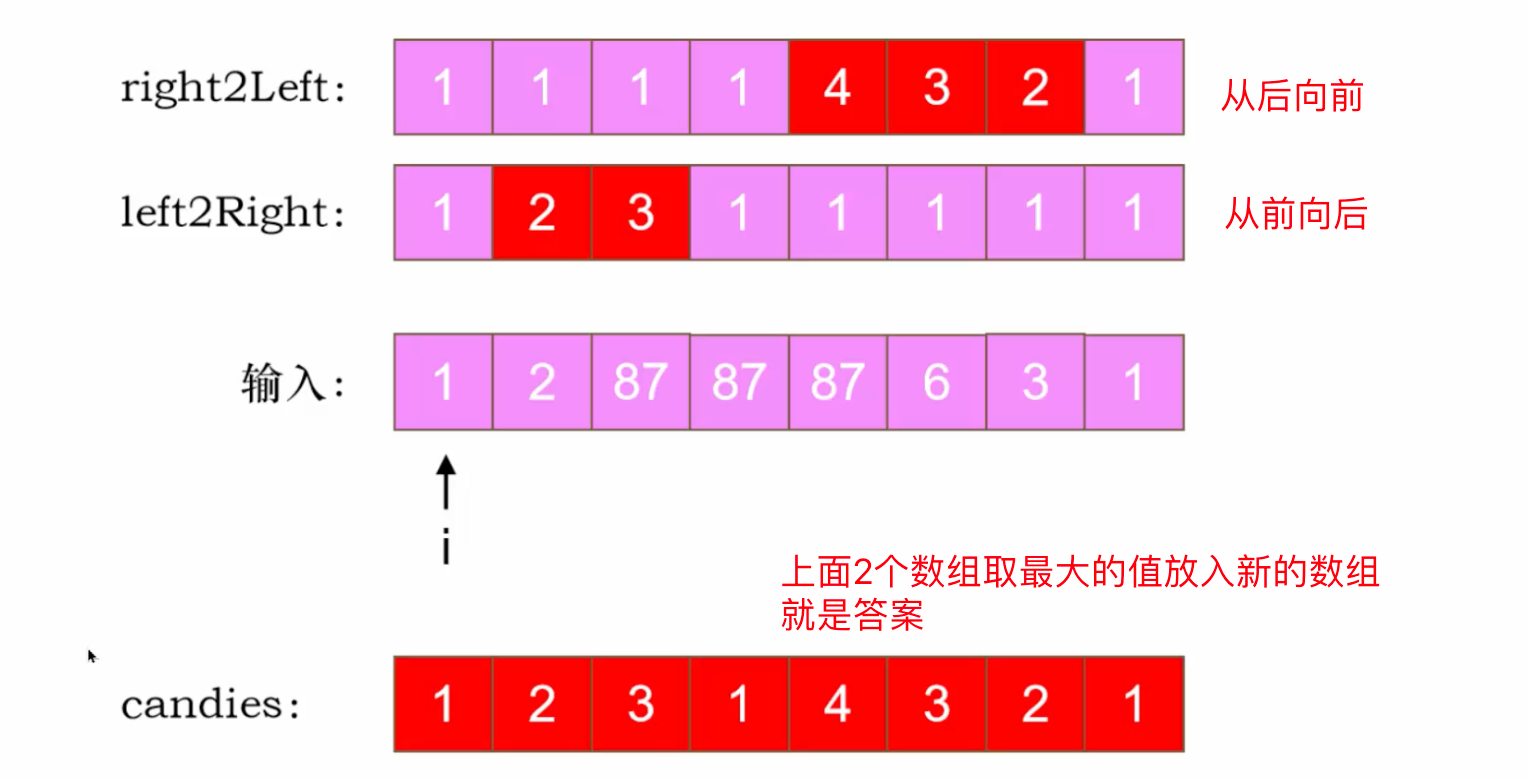 right2Left: 1 1 1 1 4 3 2 1 从后向前
left2Right: 1 2 3 1 1 1 1 1 从前向后
输入: 1 2 87 87 87 6 3 1
i
上面2个数组取最大的值放入新的数组
就是答案
candies: 1 2 3 1 4 3 2 1